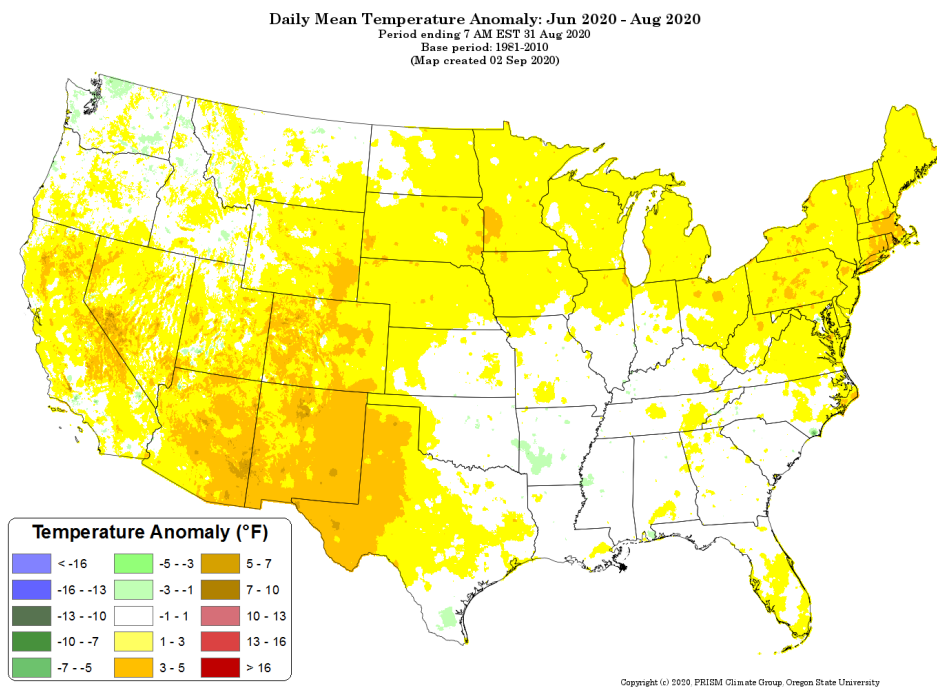 Daily Mean Temperature Anomaly: Jun 2020 - Aug 2020
Period ending 7 AM EST 31 Aug 2020
Base period: 1981-2010
(Map created 02 Sep 2020)
Temperature Anomaly (°F)
< -16 -5 - -3 5 - 7
-16 - -13 -3 - -1 7 - 10
-13 - -10 -1 - 1 10 - 13
-10 - -7 1 - 3 13 - 16
-7 - -5 3 - 5 > 16
Copyright (c) 2020, PRISM Climate Group, Oregon State University